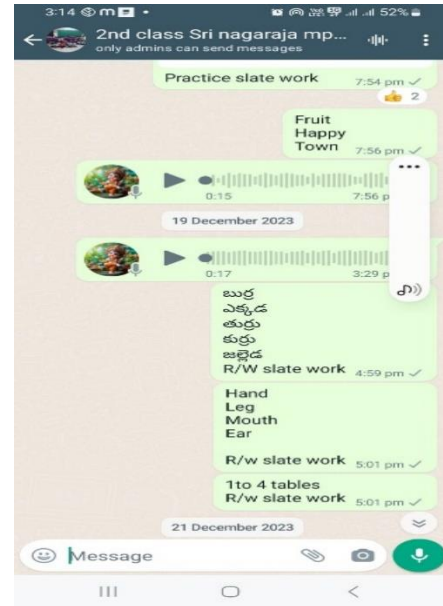 3:14 52%
2nd class Sri nagaraja mp...
only admins can send messages
Practice slate work 7:54 pm
👍 2
Fruit
Happy
Town 7:56 pm
0:15 7:56 p
19 December 2023
0:17 3:29 p
బుర్ర
ఎక్కడ
తుర్రు
కుర్రు
జల్లెడ
R/W slate work 4:59 pm
Hand
Leg
Mouth
Ear
R/w slate work 5:01 pm
1to 4 tables
R/w slate work 5:01 pm
21 December 2023
Message